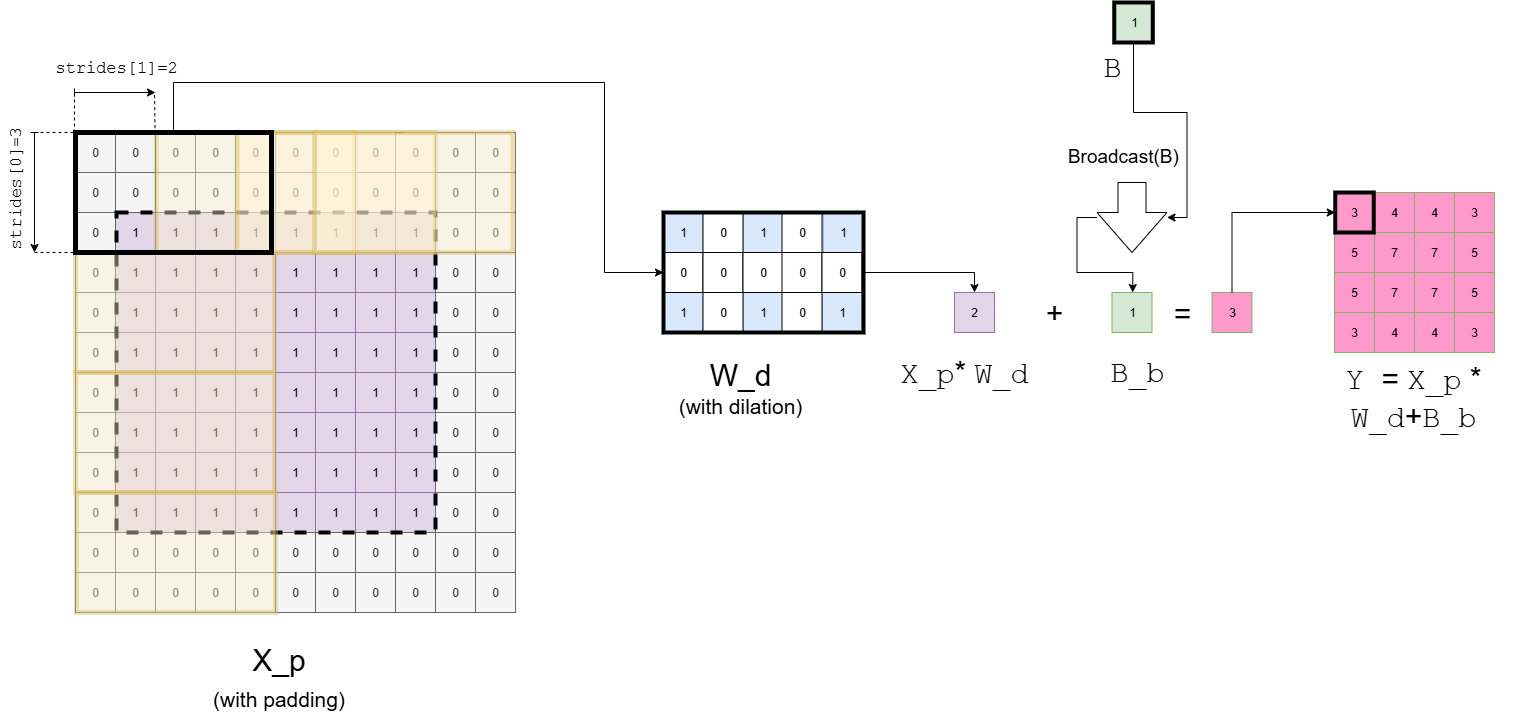 1
B
strides[1]=2
strides[0]=3
Broadcast(B)
0 0 0 0 0 0 0 0 0 0 0
0 0 0 0 0 0 0 0 0 0 0
0 1 1 1 1 1 1 1 1 0 0
0 1 1 1 1 1 1 1 1 0 0
0 1 1 1 1 1 1 1 1 0 0
0 1 1 1 1 1 1 1 1 0 0
0 1 1 1 1 1 1 1 1 0 0
0 1 1 1 1 1 1 1 1 0 0
0 1 1 1 1 1 1 1 1 0 0
0 1 1 1 1 1 1 1 1 0 0
0 0 0 0 0 0 0 0 0 0 0
0 0 0 0 0 0 0 0 0 0 0
X_p
(with padding)
1 0 1 0 1
0 0 0 0 0
1 0 1 0 1
W_d
(with dilation)
2 + 1 = 3
X_p* W_d
B_b
3 4 4 3
5 7 7 5
5 7 7 5
3 4 4 3
Y = X_p *
W_d+B_b